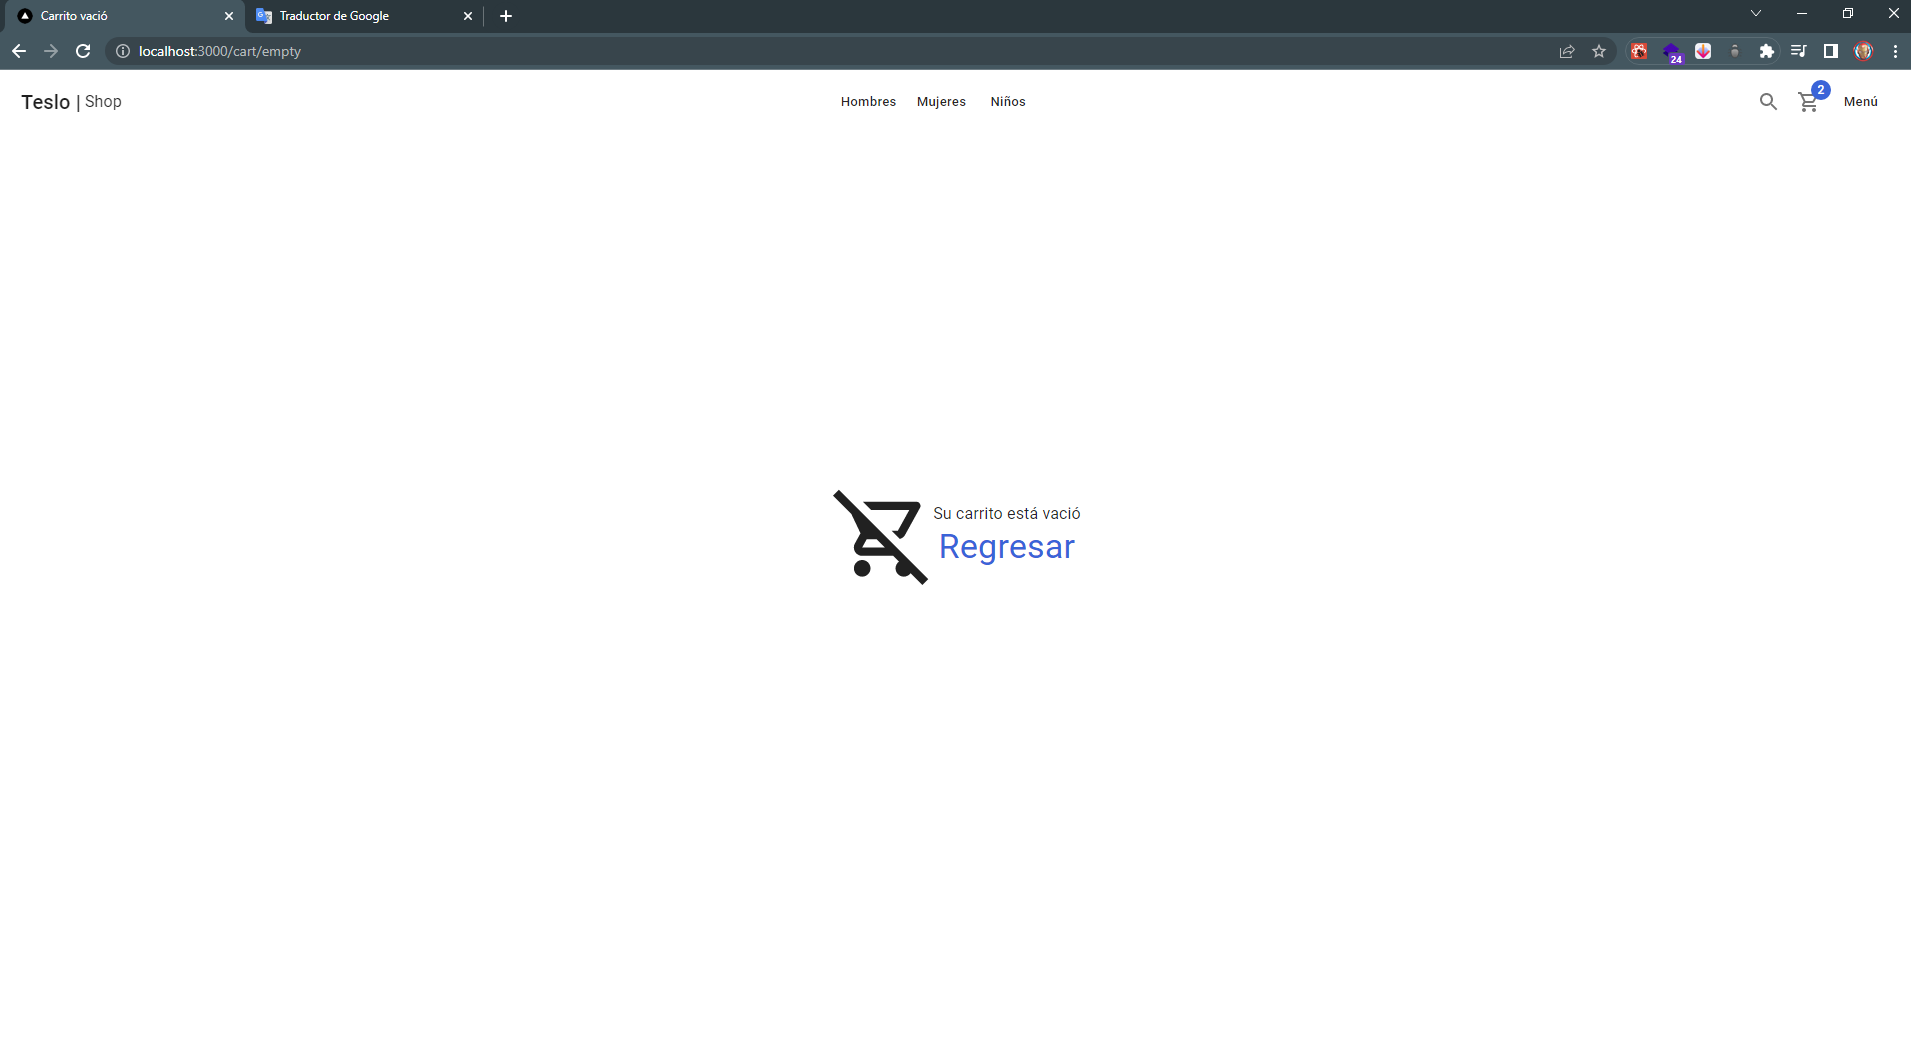 Carrito vació
Traductor de Google
localhost:3000/cart/empty
24
Teslo | Shop
Hombres Mujeres Niños
2
Menú
Su carrito está vació
Regresar